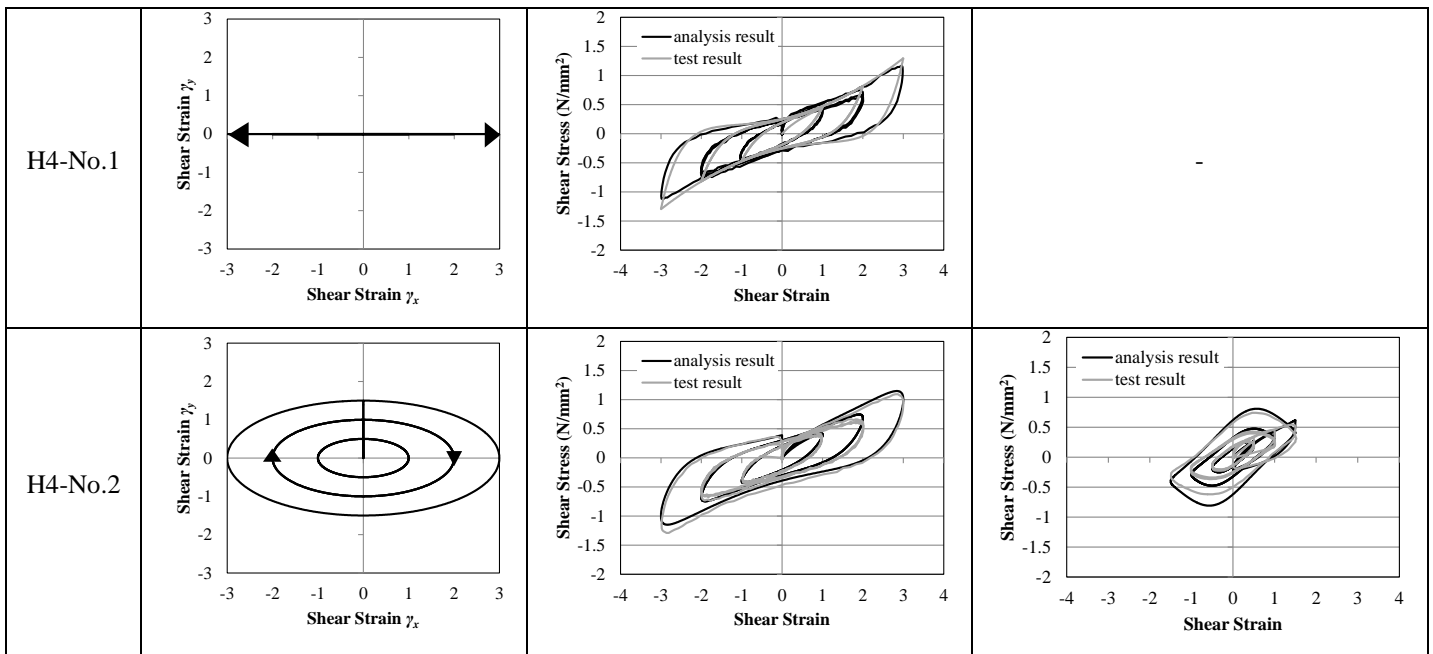 H4-No.1
Shear Strain γy
3
2
1
0
-1
-2
-3
-3 -2 -1 0 1 2 3
Shear Strain γx
Shear Stress (N/mm²)
2
1.5
1
0.5
0
-0.5
-1
-1.5
-2
analysis result
test result
-4 -3 -2 -1 0 1 2 3 4
Shear Strain
-
H4-No.2
Shear Strain γy
3
2
1
0
-1
-2
-3
-3 -2 -1 0 1 2 3
Shear Strain γx
Shear Stress (N/mm²)
2
1.5
1
0.5
0
-0.5
-1
-1.5
-2
analysis result
test result
-4 -3 -2 -1 0 1 2 3 4
Shear Strain
Shear Stress (N/mm²)
2
1.5
1
0.5
0
-0.5
-1
-1.5
-2
analysis result
test result
-4 -3 -2 -1 0 1 2 3 4
Shear Strain